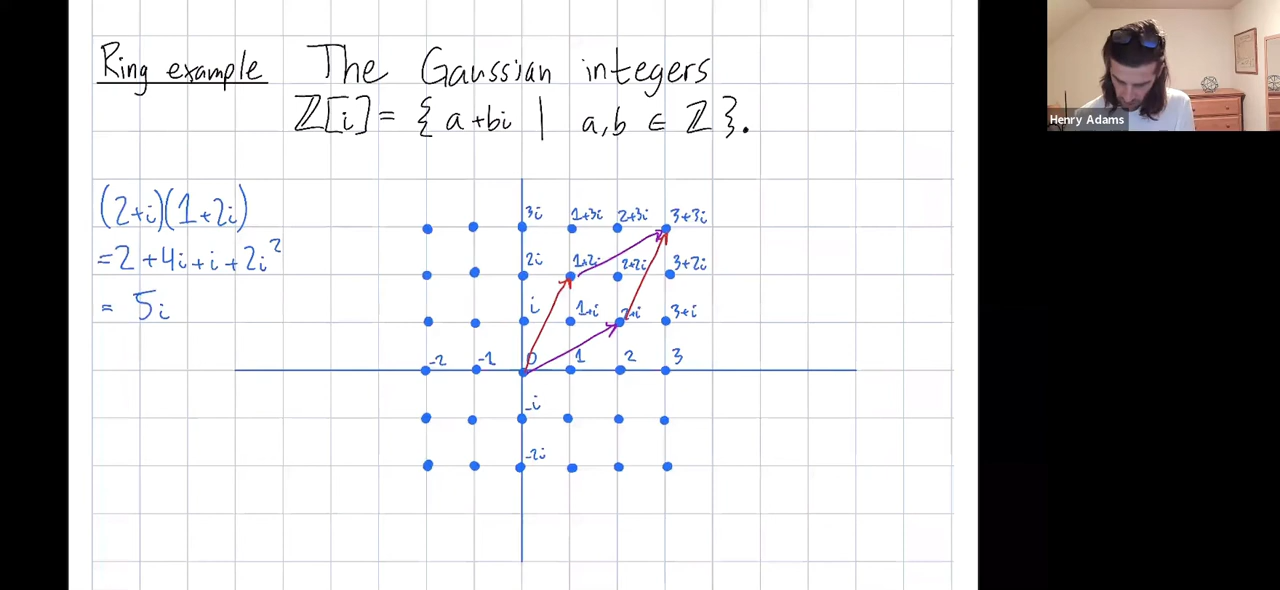 Ring example The Gaussian integers
ℤ[i] = { a+bi | a,b ∈ ℤ }.
Henry Adams
(2+i)(1+2i)
=2+4i+i+2i²
= 5i
3i 1+3i 2+3i 3+3i
2i 1+2i 2+2i 3+2i
i 1+i 2+i 3+i
-2 -1 0 1 2 3
-i
-2i